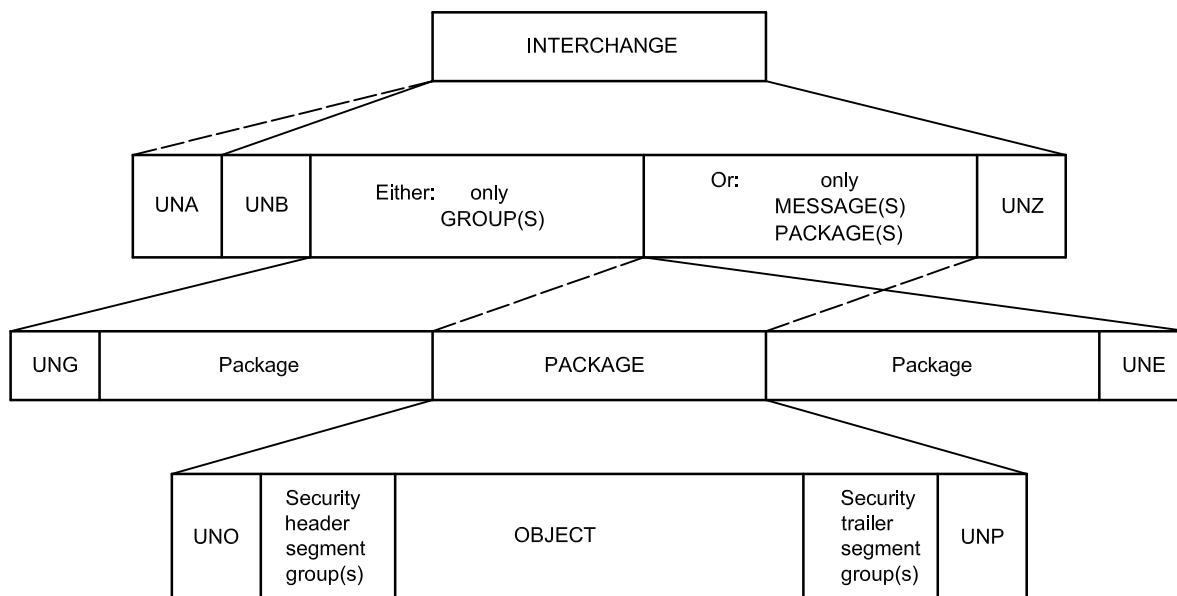 INTERCHANGE
UNA
UNB
Either: only
GROUP(S)
Or: only
MESSAGE(S)
PACKAGE(S)
UNZ
UNG
Package
PACKAGE
Package
UNE
UNO
Security
header
segment
group(s)
OBJECT
Security
trailer
segment
group(s)
UNP